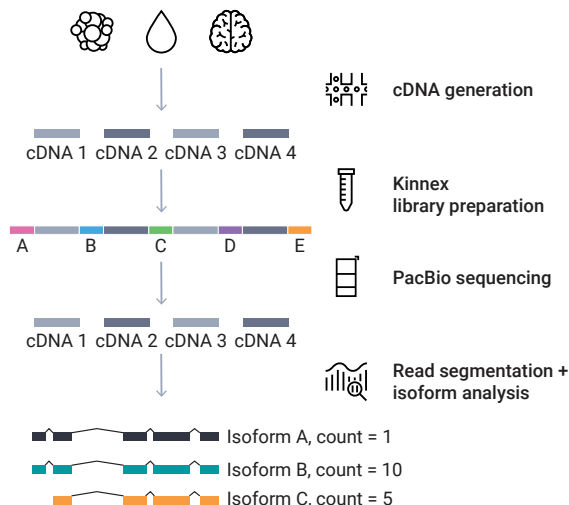 cDNA generation
cDNA 1 cDNA 2 cDNA 3 cDNA 4
Kinnex
library preparation
A B C D E
PacBio sequencing
cDNA 1 cDNA 2 cDNA 3 cDNA 4
Read segmentation +
isoform analysis
Isoform A, count = 1
Isoform B, count = 10
Isoform C, count = 5